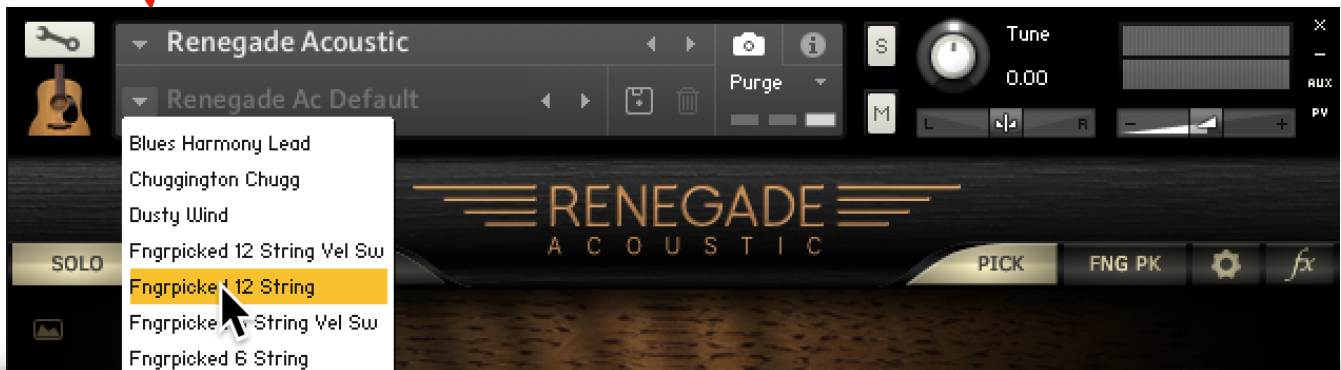 Renegade Acoustic
Renegade Ac Default
Purge
S
M
Tune
0.00
L
R
-
+
x
-
AUX
PV
Blues Harmony Lead
Chuggington Chugg
Dusty Wind
Fngrpicked 12 String Vel Sw
Fngrpicked 12 String
Fngrpicked String Vel Sw
Fngrpicked 6 String
RENEGADE
ACOUSTIC
SOLO
PICK
FNG PK
fx